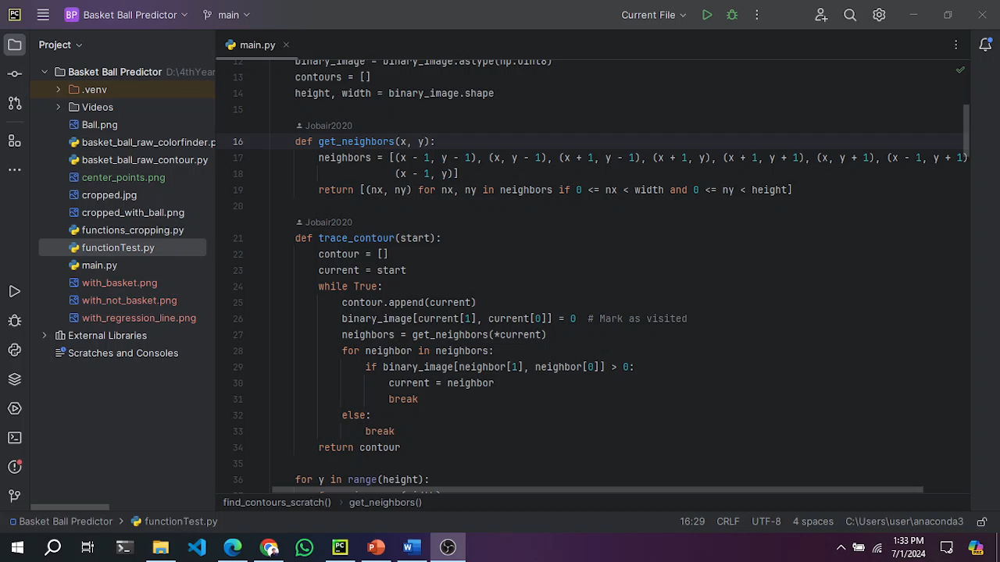 PC
BP Basket Ball Predictor
main
Current File
Project
main.py
Basket Ball Predictor D:\4thYear
.venv
Videos
Ball.png
basket_ball_raw_colorfinder.p
basket_ball_raw_contour.py
center_points.png
cropped.jpg
cropped_with_ball.png
functions_cropping.py
functionTest.py
main.py
with_basket.png
with_not_basket.png
with_regression_line.png
External Libraries
Scratches and Consoles
12 binary_image = binary_image.astype(np.uint8)
13 contours = []
14 height, width = binary_image.shape
15
Jobair2020
16 def get_neighbors(x, y):
17 neighbors = [(x - 1, y - 1), (x, y - 1), (x + 1, y - 1), (x + 1, y), (x + 1, y + 1), (x, y + 1), (x - 1, y + 1)
18 (x - 1, y)]
19 return [(nx, ny) for nx, ny in neighbors if 0 <= nx < width and 0 <= ny < height]
20
Jobair2020
21 def trace_contour(start):
22 contour = []
23 current = start
24 while True:
25 contour.append(current)
26 binary_image[current[1], current[0]] = 0  # Mark as visited
27 neighbors = get_neighbors(*current)
28 for neighbor in neighbors:
29 if binary_image[neighbor[1], neighbor[0]] > 0:
30 current = neighbor
31 break
32 else:
33 break
34 return contour
35
36 for y in range(height):
find_contours_scratch() > get_neighbors()
Basket Ball Predictor > functionTest.py
16:29 CRLF UTF-8 4 spaces C:\Users\user\anaconda3
PC
1:33 PM
7/1/2024
PRE